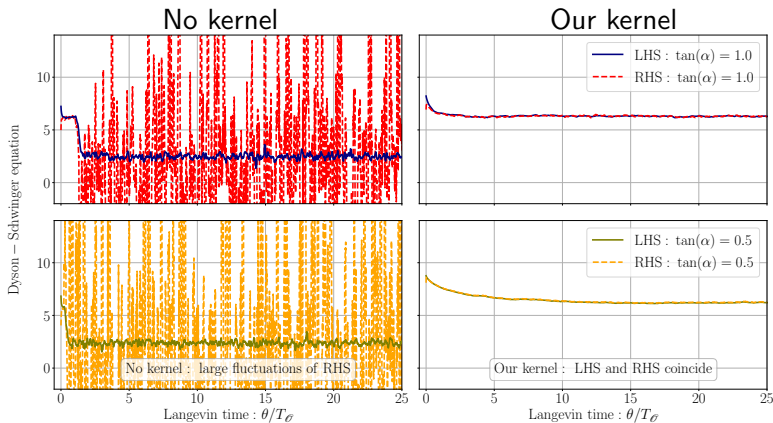 No kernel
Our kernel
Dyson − Schwinger equation
10
5
0
LHS : tan(α) = 1.0
RHS : tan(α) = 1.0
10
5
0
No kernel : large fluctuations of RHS
LHS : tan(α) = 0.5
RHS : tan(α) = 0.5
Our kernel : LHS and RHS coincide
0 5 10 15 20 25
0 5 10 15 20 25
Langevin time : θ/T𝒪
Langevin time : θ/T𝒪